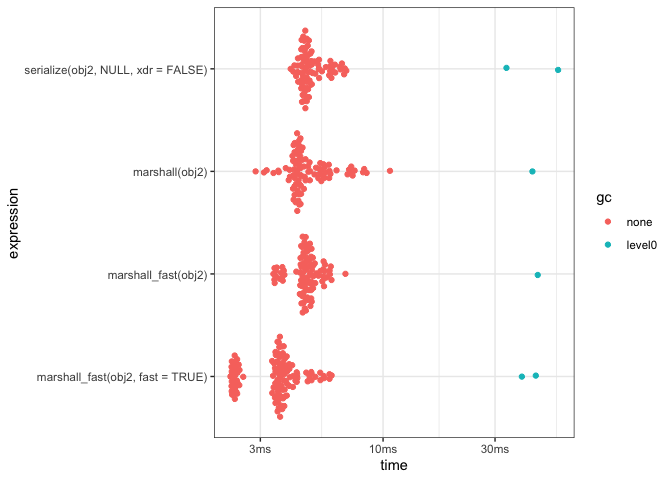 serialize(obj2, NULL, xdr = FALSE)
marshall(obj2)
marshall_fast(obj2)
marshall_fast(obj2, fast = TRUE)
expression
3ms
10ms
30ms
time
gc
none
level0